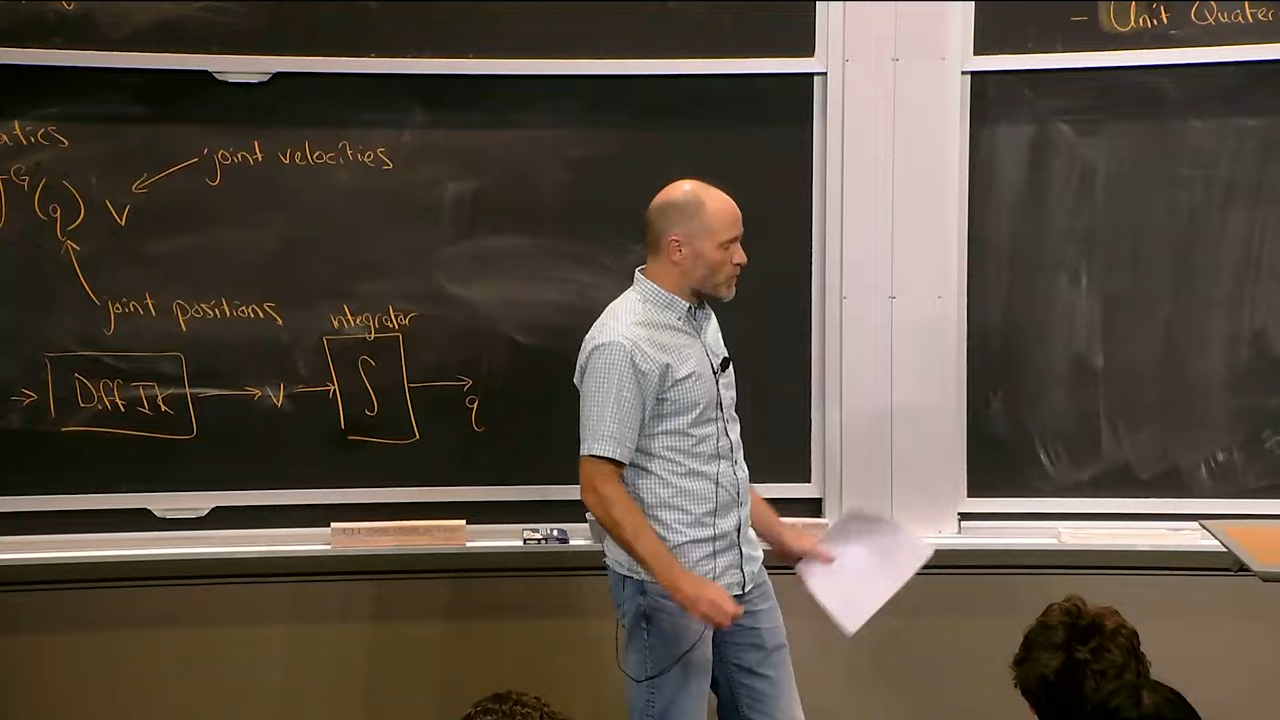 - Unit Quater
atics
joint velocities
J^G (q) v
joint positions
integrator
Diff IK → v → ∫ → q